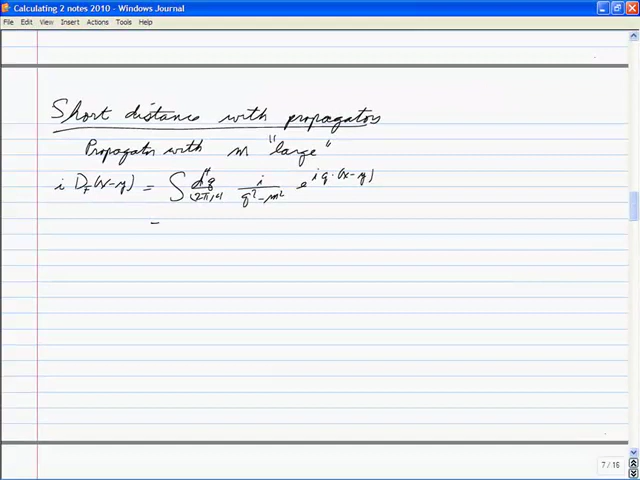 Calculating 2 notes 2010 - Windows Journal
File Edit View Insert Actions Tools Help
Short distance with propagators
Propagator with m "large"
i D_F(x-y) = ∫ d⁴q/(2π)⁴ i/(q²-m²) e^{iq·(x-y)}
=
7 / 16